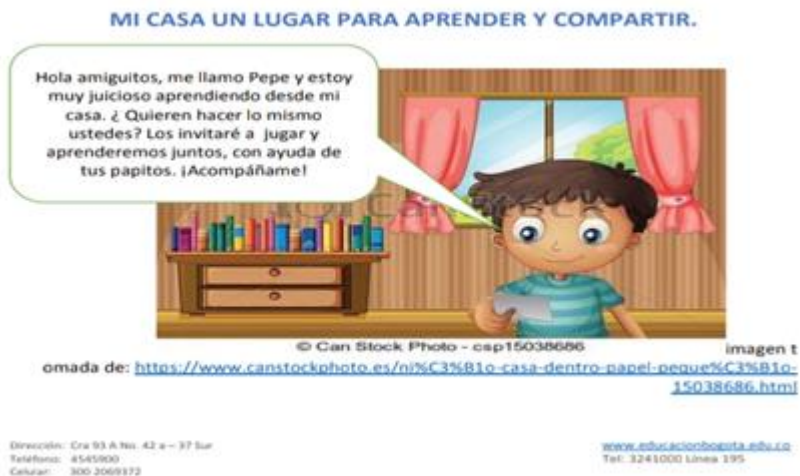 MI CASA UN LUGAR PARA APRENDER Y COMPARTIR.
Hola amiguitos, me llamo Pepe y estoy
muy juicioso aprendiendo desde mi
casa. ¿ Quieren hacer lo mismo
ustedes? Los invitaré a jugar y
aprenderemos juntos, con ayuda de
tus papitos. ¡Acompáñame!
© Can Stock Photo - csp15038686
imagen t
omada de: https://www.canstockphoto.es/ni%C3%B1o-casa-dentro-papel-peque%C3%B1o-
15038686.html
Dirección: Cra 93 A No. 42 a – 37 Sur
Teléfono: 4545900
Celular: 300 2069372
www.educacionbogota.edu.co
Tel: 3241000 Línea 195